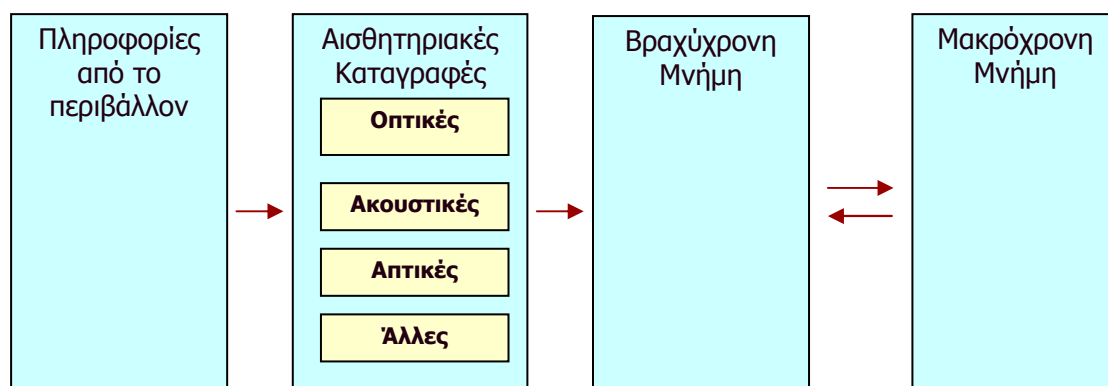 Πληροφορίες
από το
περιβάλλον
Αισθητηριακές
Καταγραφές
Οπτικές
Ακουστικές
Απτικές
Άλλες
Βραχύχρονη
Μνήμη
Μακρόχρονη
Μνήμη